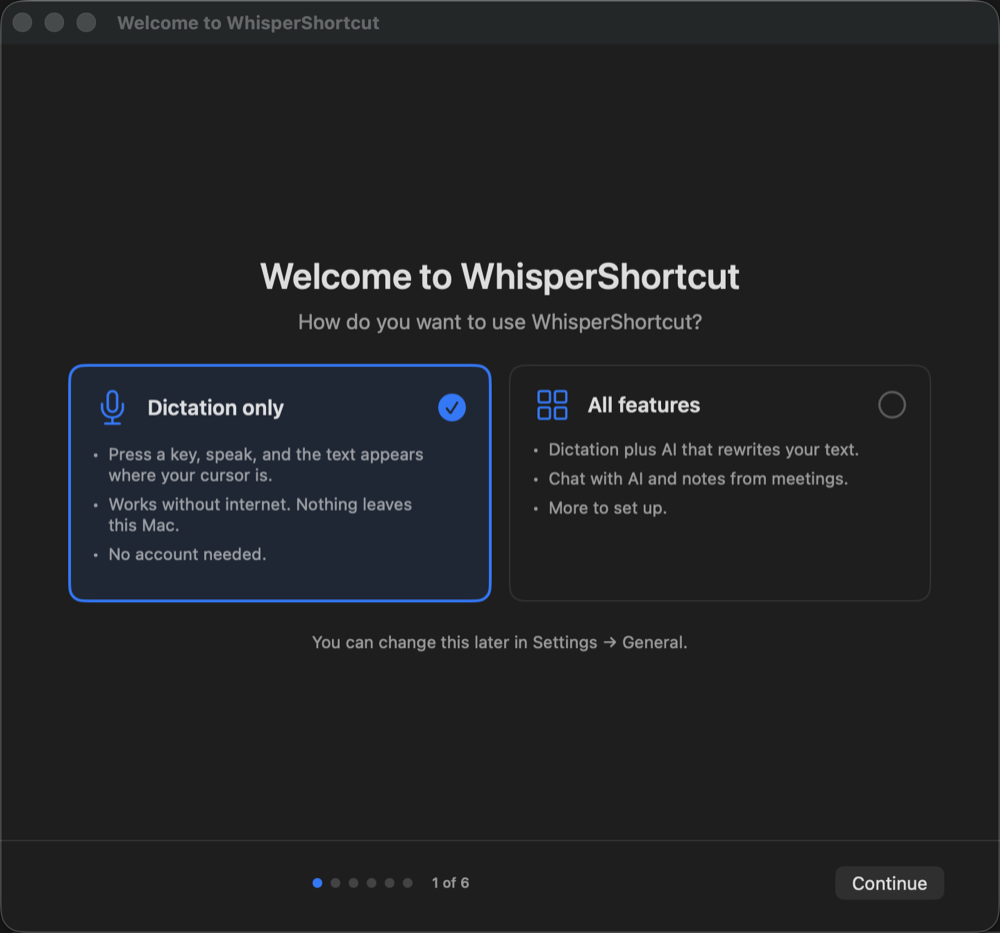 Welcome to WhisperShortcut
Welcome to WhisperShortcut
How do you want to use WhisperShortcut?
Dictation only
• Press a key, speak, and the text appears
where your cursor is.
• Works without internet. Nothing leaves
this Mac.
• No account needed.
All features
• Dictation plus AI that rewrites your text.
• Chat with AI and notes from meetings.
• More to set up.
You can change this later in Settings → General.
1 of 6
Continue